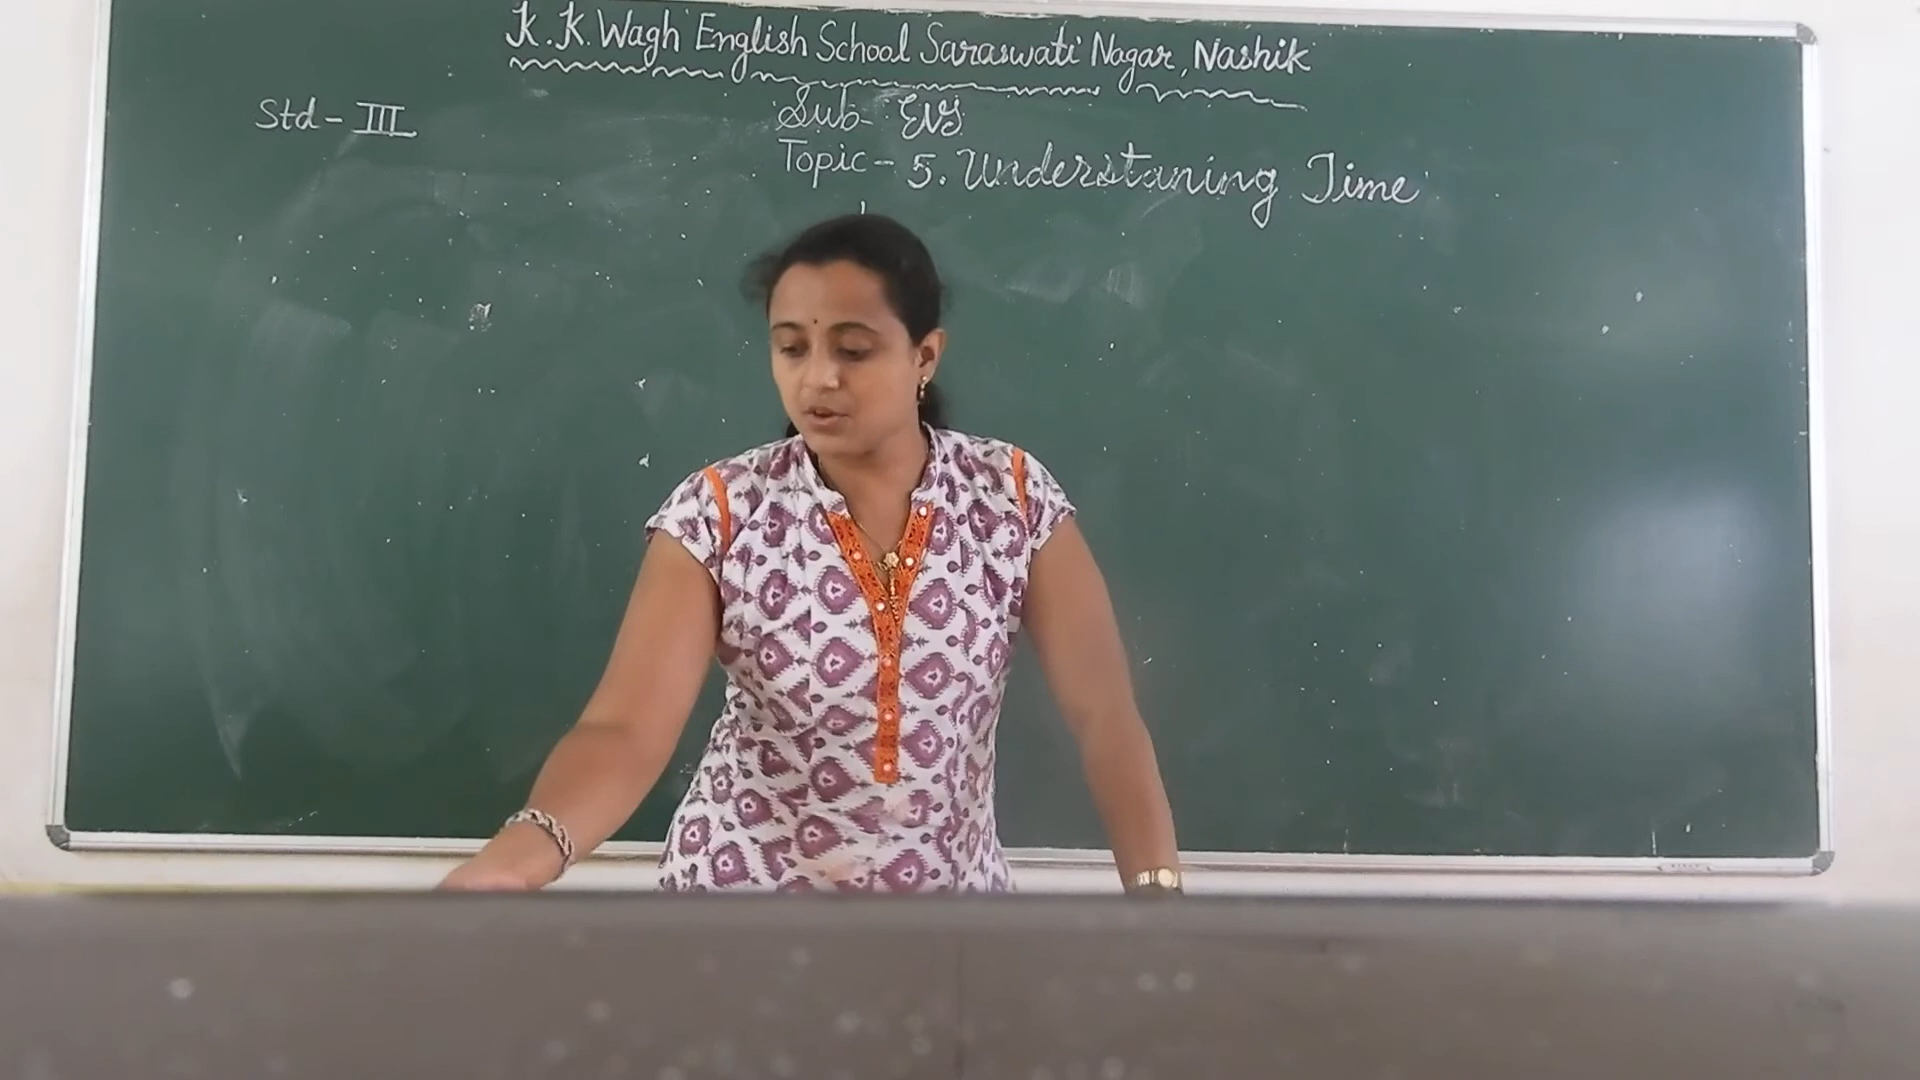 K. K. Wagh English School Saraswati Nagar, Nashik
Std - III
Sub - EVS
Topic - 5. Understaning Time